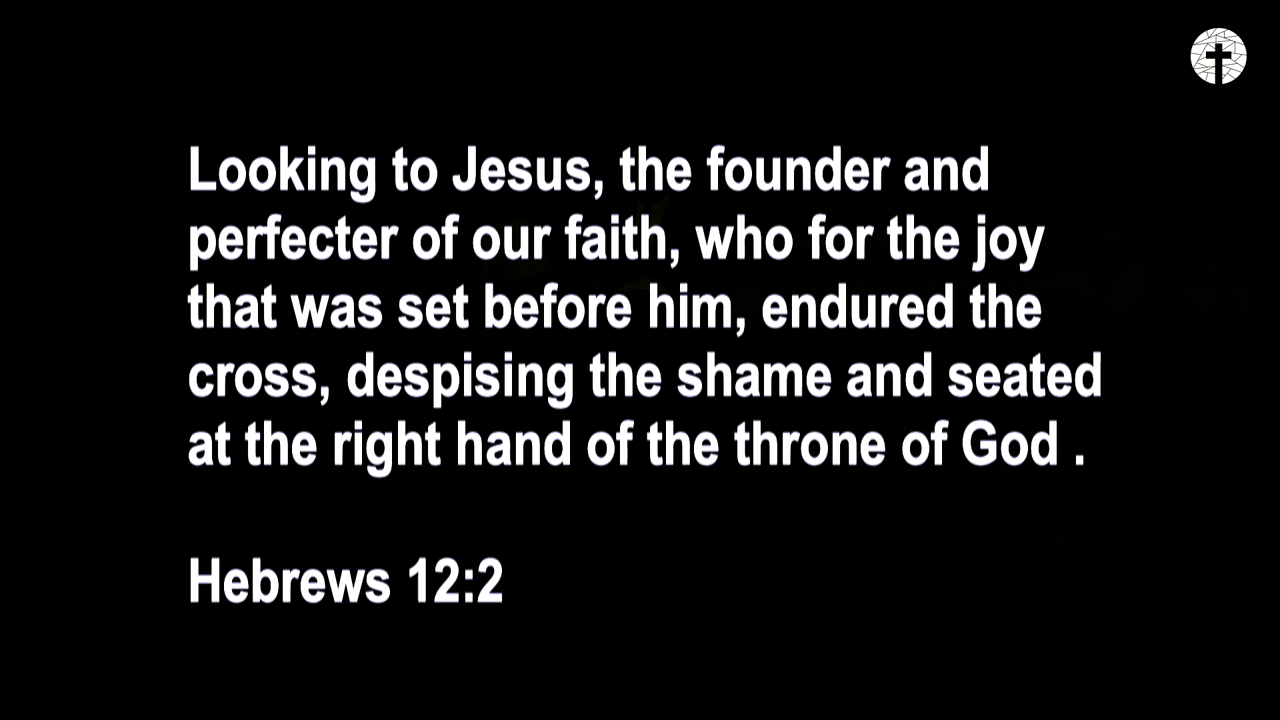 Looking to Jesus, the founder and
perfecter of our faith, who for the joy
that was set before him, endured the
cross, despising the shame and seated
at the right hand of the throne of God .
Hebrews 12:2